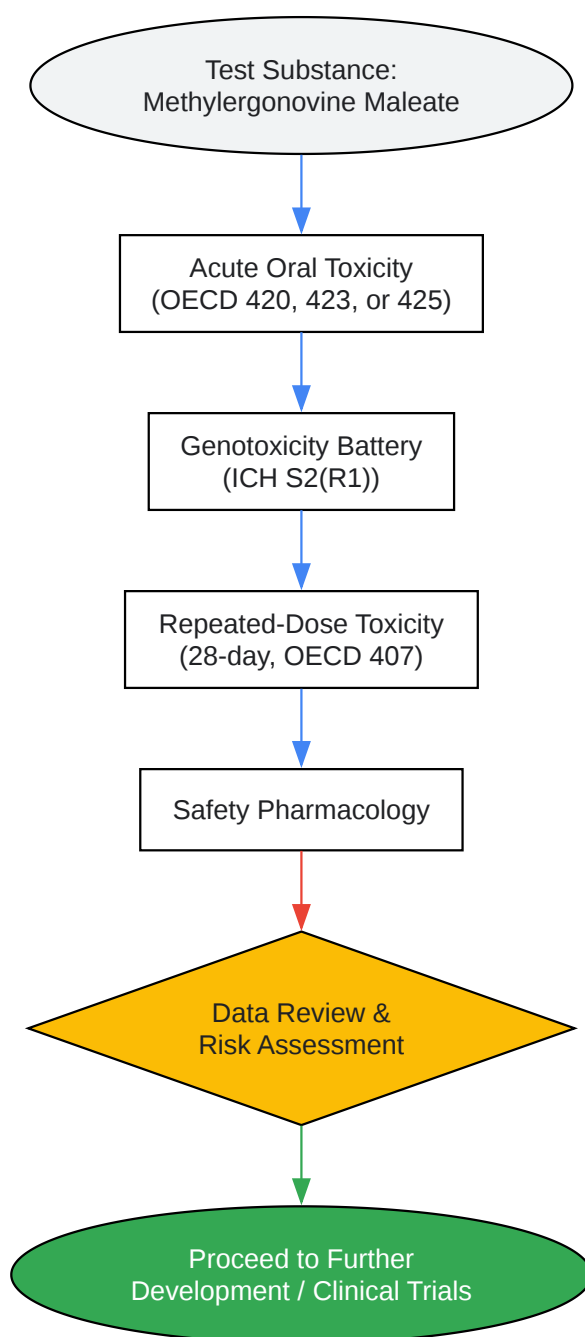 Test Substance:
Methylergonovine Maleate
Acute Oral Toxicity
(OECD 420, 423, or 425)
Genotoxicity Battery
(ICH S2(R1))
Repeated-Dose Toxicity
(28-day, OECD 407)
Safety Pharmacology
Data Review &
Risk Assessment
Proceed to Further
Development / Clinical Trials